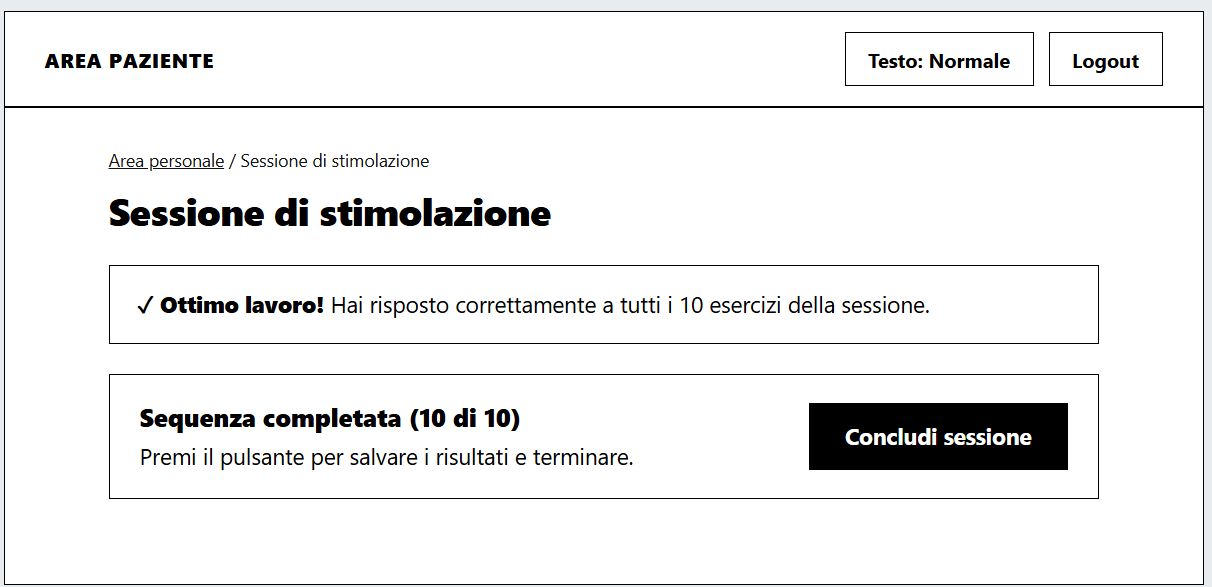 AREA PAZIENTE
Testo: Normale
Logout
Area personale / Sessione di stimolazione
Sessione di stimolazione
✓ Ottimo lavoro! Hai risposto correttamente a tutti i 10 esercizi della sessione.
Sequenza completata (10 di 10)
Premi il pulsante per salvare i risultati e terminare.
Concludi sessione